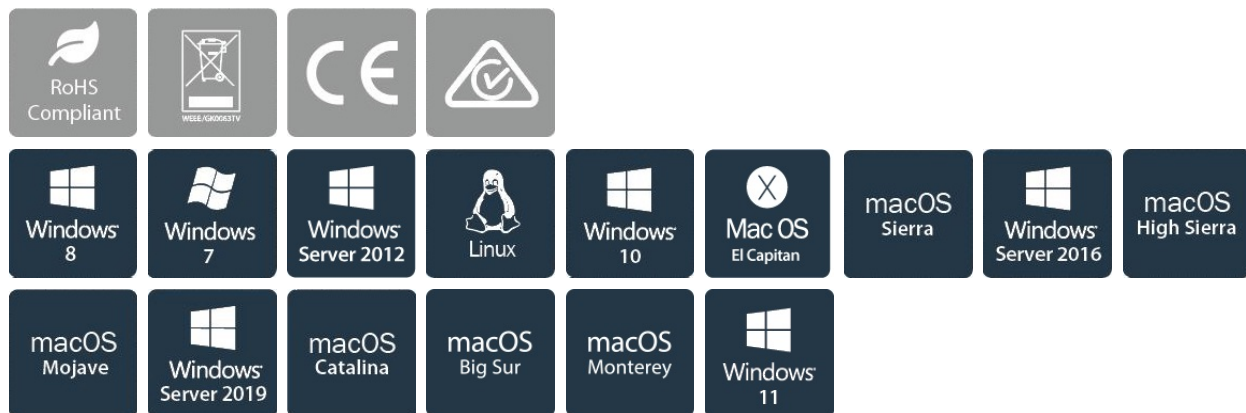 RoHS
Compliant
WEEE/GK0083TV
CE
Windows
8
Windows
7
Windows
Server 2012
Linux
Windows
10
X
Mac OS
El Capitan
macOS
Sierra
Windows
Server 2016
macOS
High Sierra
macOS
Mojave
Windows
Server 2019
macOS
Catalina
macOS
Big Sur
macOS
Monterey
Windows
11